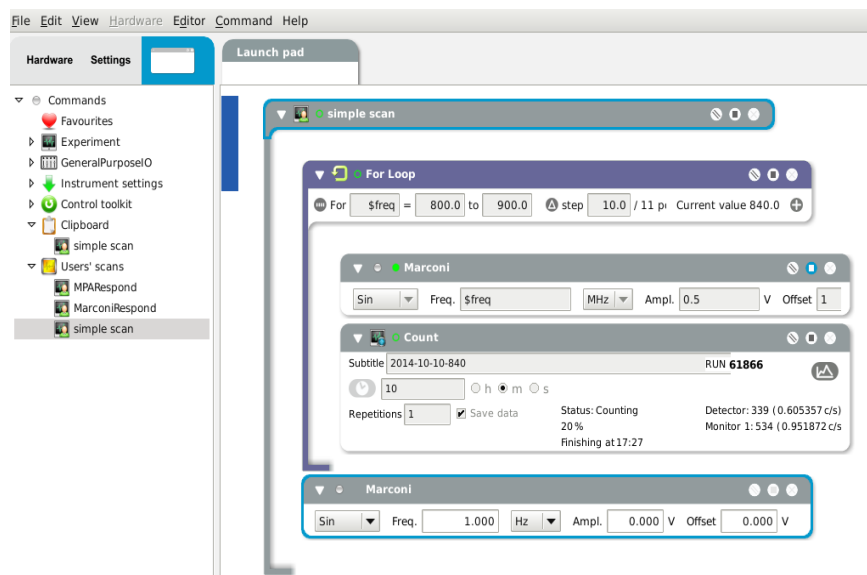 File Edit View Hardware Editor Command Help
Hardware Settings
Launch pad
Commands
Favourites
Experiment
GeneralPurposeIO
Instrument settings
Control toolkit
Clipboard
simple scan
Users' scans
MPARespond
MarconiRespond
simple scan
simple scan
For Loop
For $freq = 800.0 to 900.0 step 10.0 / 11 p Current value 840.0
Marconi
Sin Freq. $freq MHz Ampl. 0.5 V Offset 1
Count
Subtitle 2014-10-10-840 RUN 61866
10 h m s
Repetitions 1 Save data Status: Counting Detector: 339 (0.605357 c/s)
20 % Monitor 1: 534 (0.951872 c/s
Finishing at 17:27
Marconi
Sin Freq. 1.000 Hz Ampl. 0.000 V Offset 0.000 V